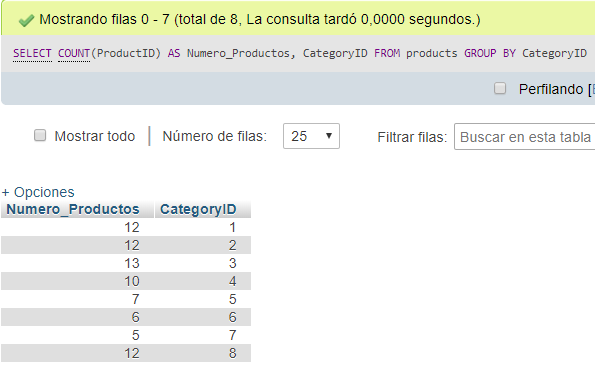 Mostrando filas 0 - 7 (total de 8, La consulta tardó 0,0000 segundos.)
SELECT COUNT(ProductID) AS Numero_Productos, CategoryID FROM products GROUP BY CategoryID
Perfilando [
Mostrar todo | Número de filas: 25 Filtrar filas: Buscar en esta tabla
+ Opciones
Numero_Productos CategoryID
12 1
12 2
13 3
10 4
7 5
6 6
5 7
12 8